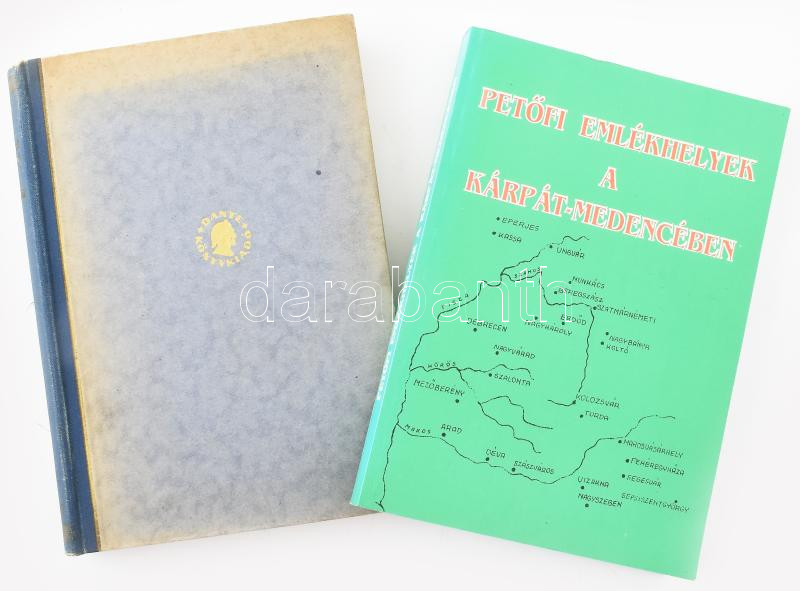 DANTE
KÖNYVKIADÓ
PETŐFI EMLÉKHELYEK
A
KÁRPÁT-MEDENCÉBEN
EPERJES
KASSA
UNGVÁR
SZAMOS
MUNKÁCS
BEREGSZÁSZ
TISZA
SZATMÁRNÉMETI
DEBRECEN
NAGYKÁROLY
ERDŐD
NAGYBÁNYA
KOLTÓ
NAGYVÁRAD
KÖRÖS
SZALONTA
MEZŐBERÉNY
KOLOZSVÁR
TORDA
MAROS
ARAD
MAROSVÁSÁRHELY
DÉVA
FEHÉREGYHÁZA
SZÁSZVÁROS
SEGESVÁR
VIZAKNA
SEPSISZENTGYÖRGY
NAGYSZEBEN
darabanth